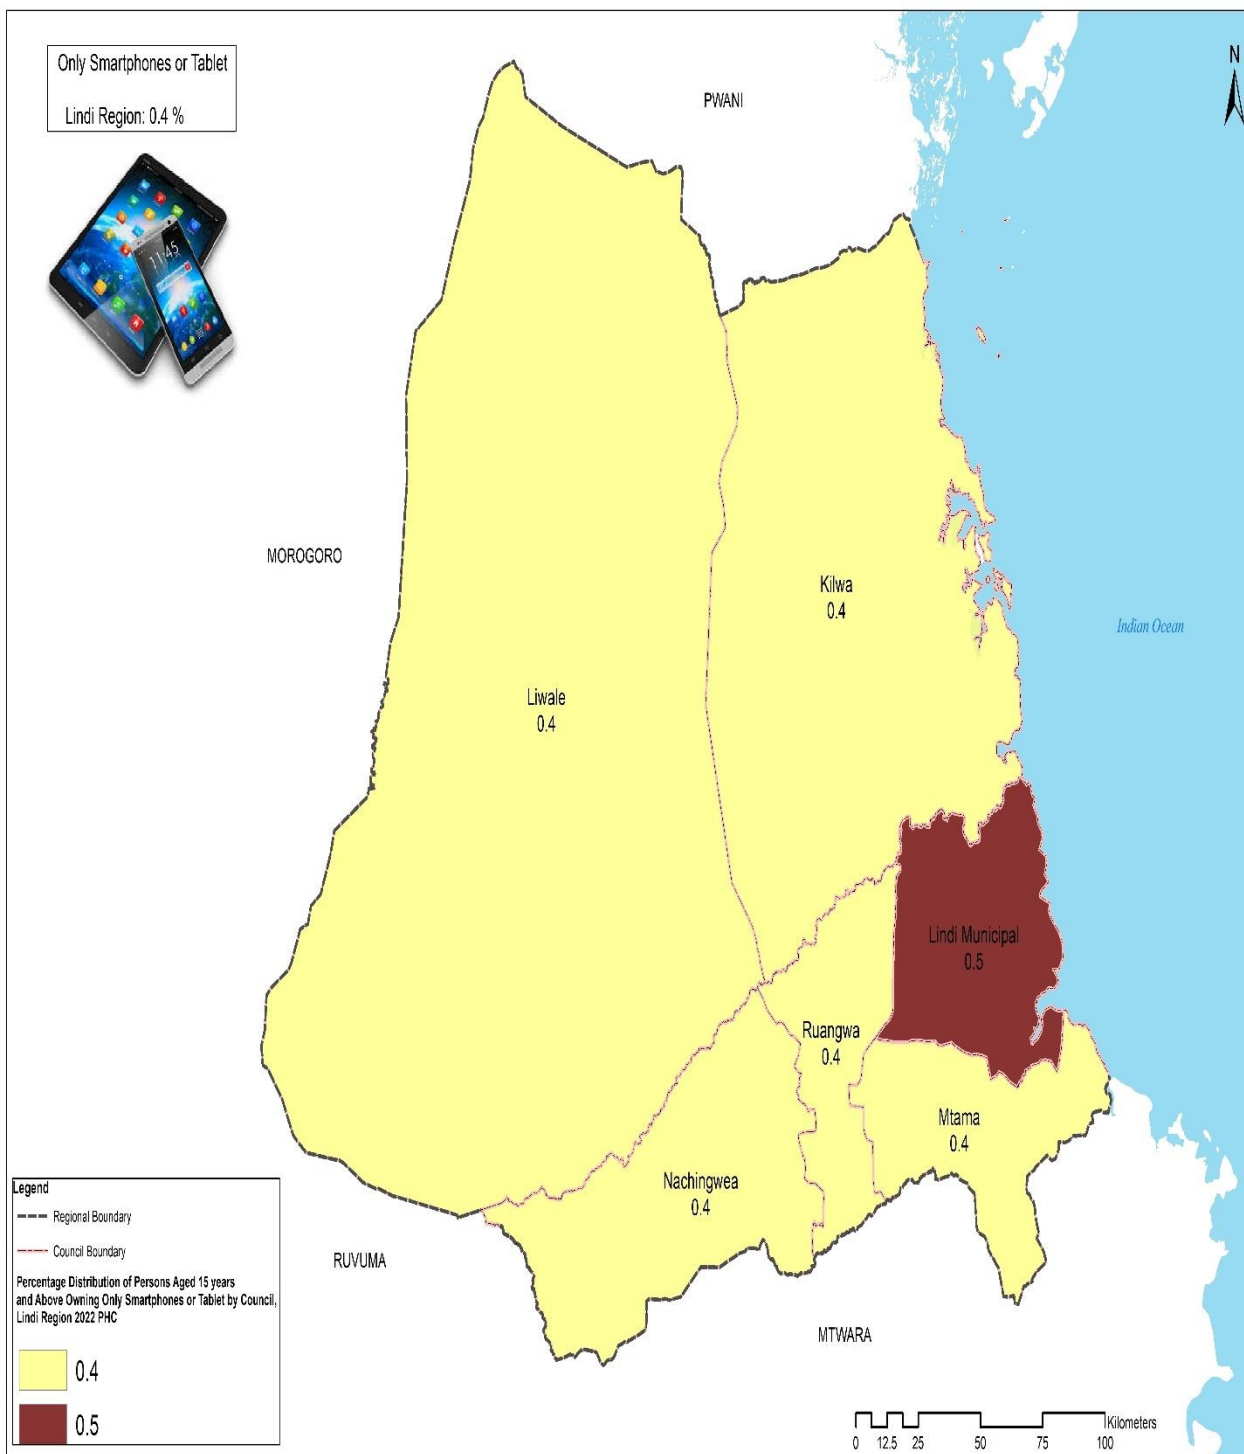 Only Smartphones or Tablet
Lindi Region: 0.4 %
N
PWANI
11:45
MOROGORO
Kilwa
0.4
Indian Ocean
Liwale
0.4
Lindi Municipal
0.5
Ruangwa
0.4
Mtama
0.4
Nachingwea
0.4
RUVUMA
MTWARA
Legend
Regional Boundary
Council Boundary
Percentage Distribution of Persons Aged 15 years
and Above Owning Only Smartphones or Tablet by Council,
Lindi Region 2022 PHC
0.4
0.5
Kilometers
0 12.5 25 50 75 100